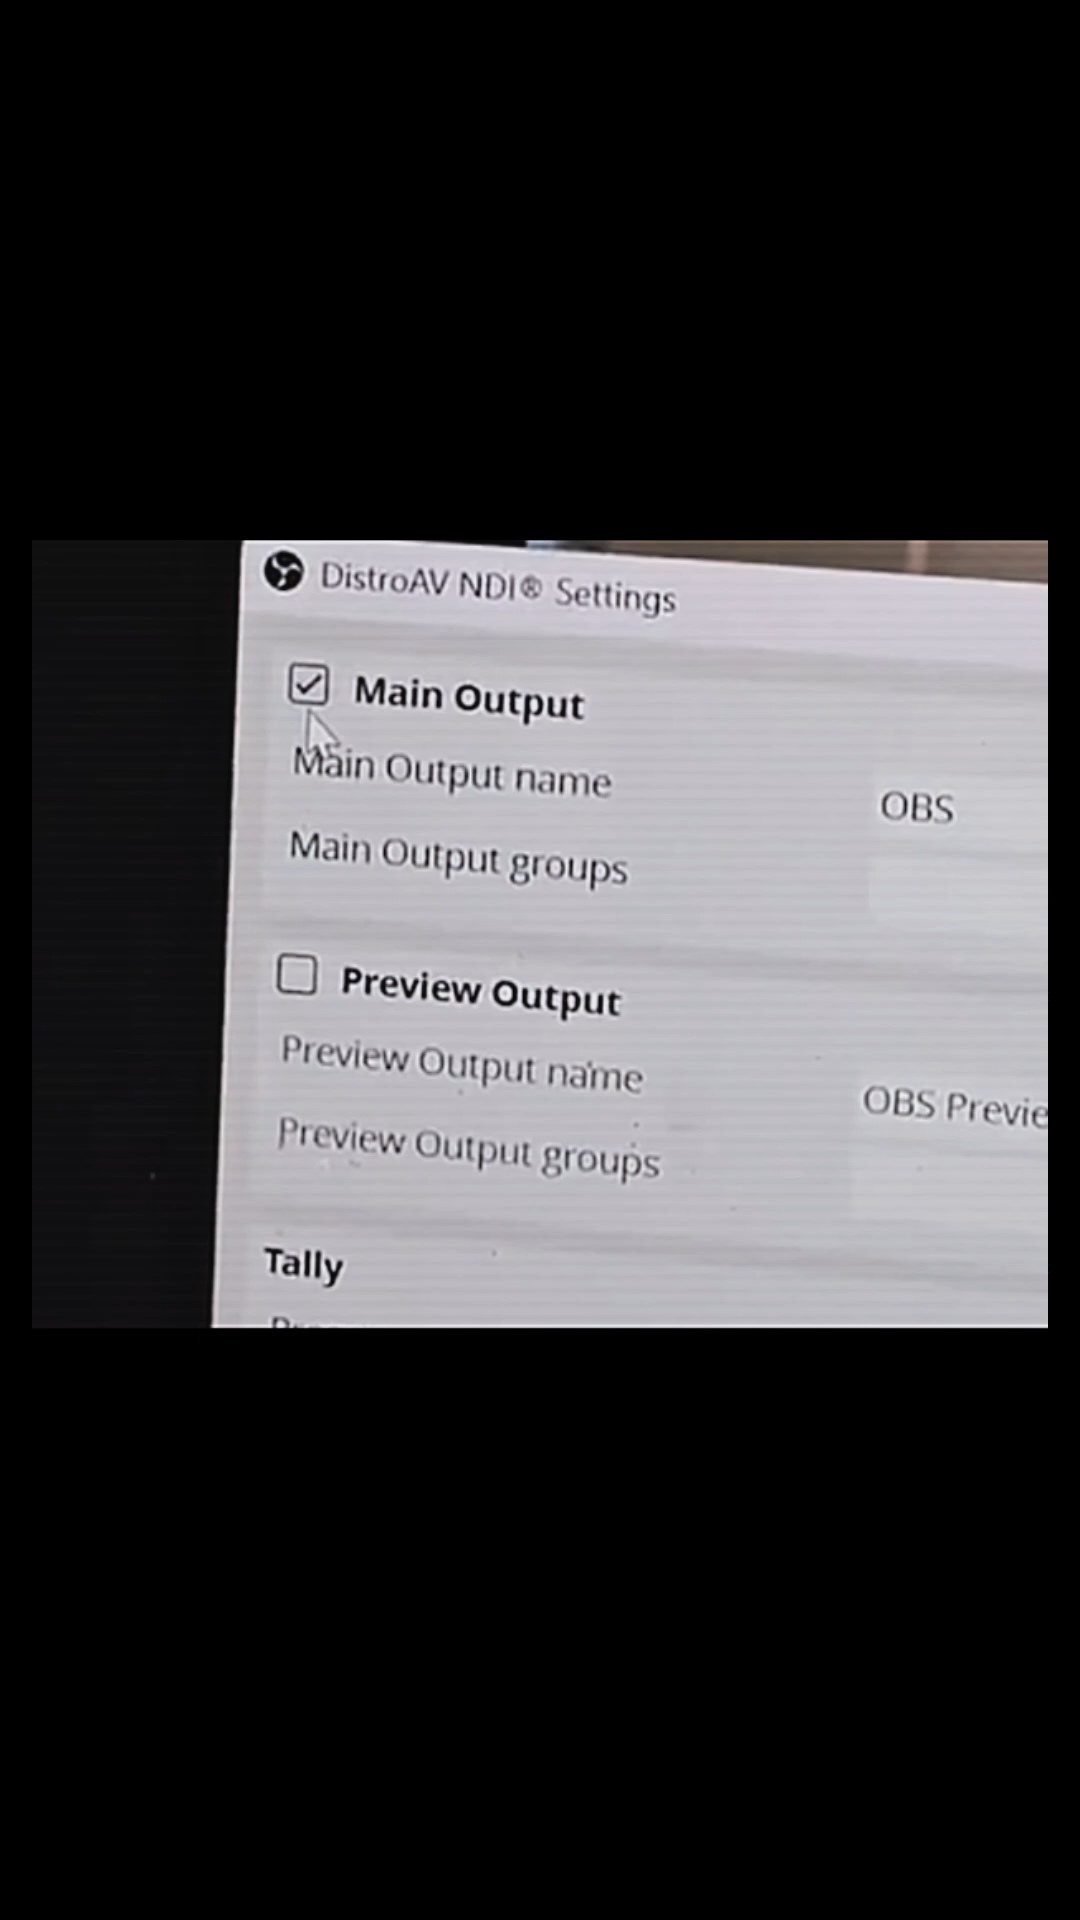 DistroAV NDI® Settings
Main Output
Main Output name
OBS
Main Output groups
Preview Output
Preview Output name
OBS Previe
Preview Output groups
Tally